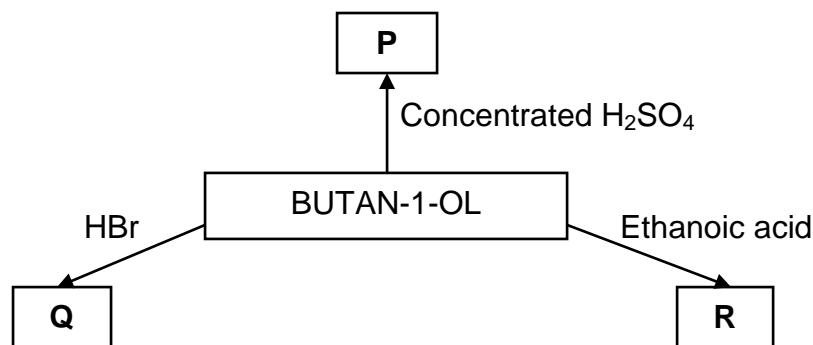 P
Concentrated H₂SO₄
BUTAN-1-OL
HBr
Ethanoic acid
Q
R